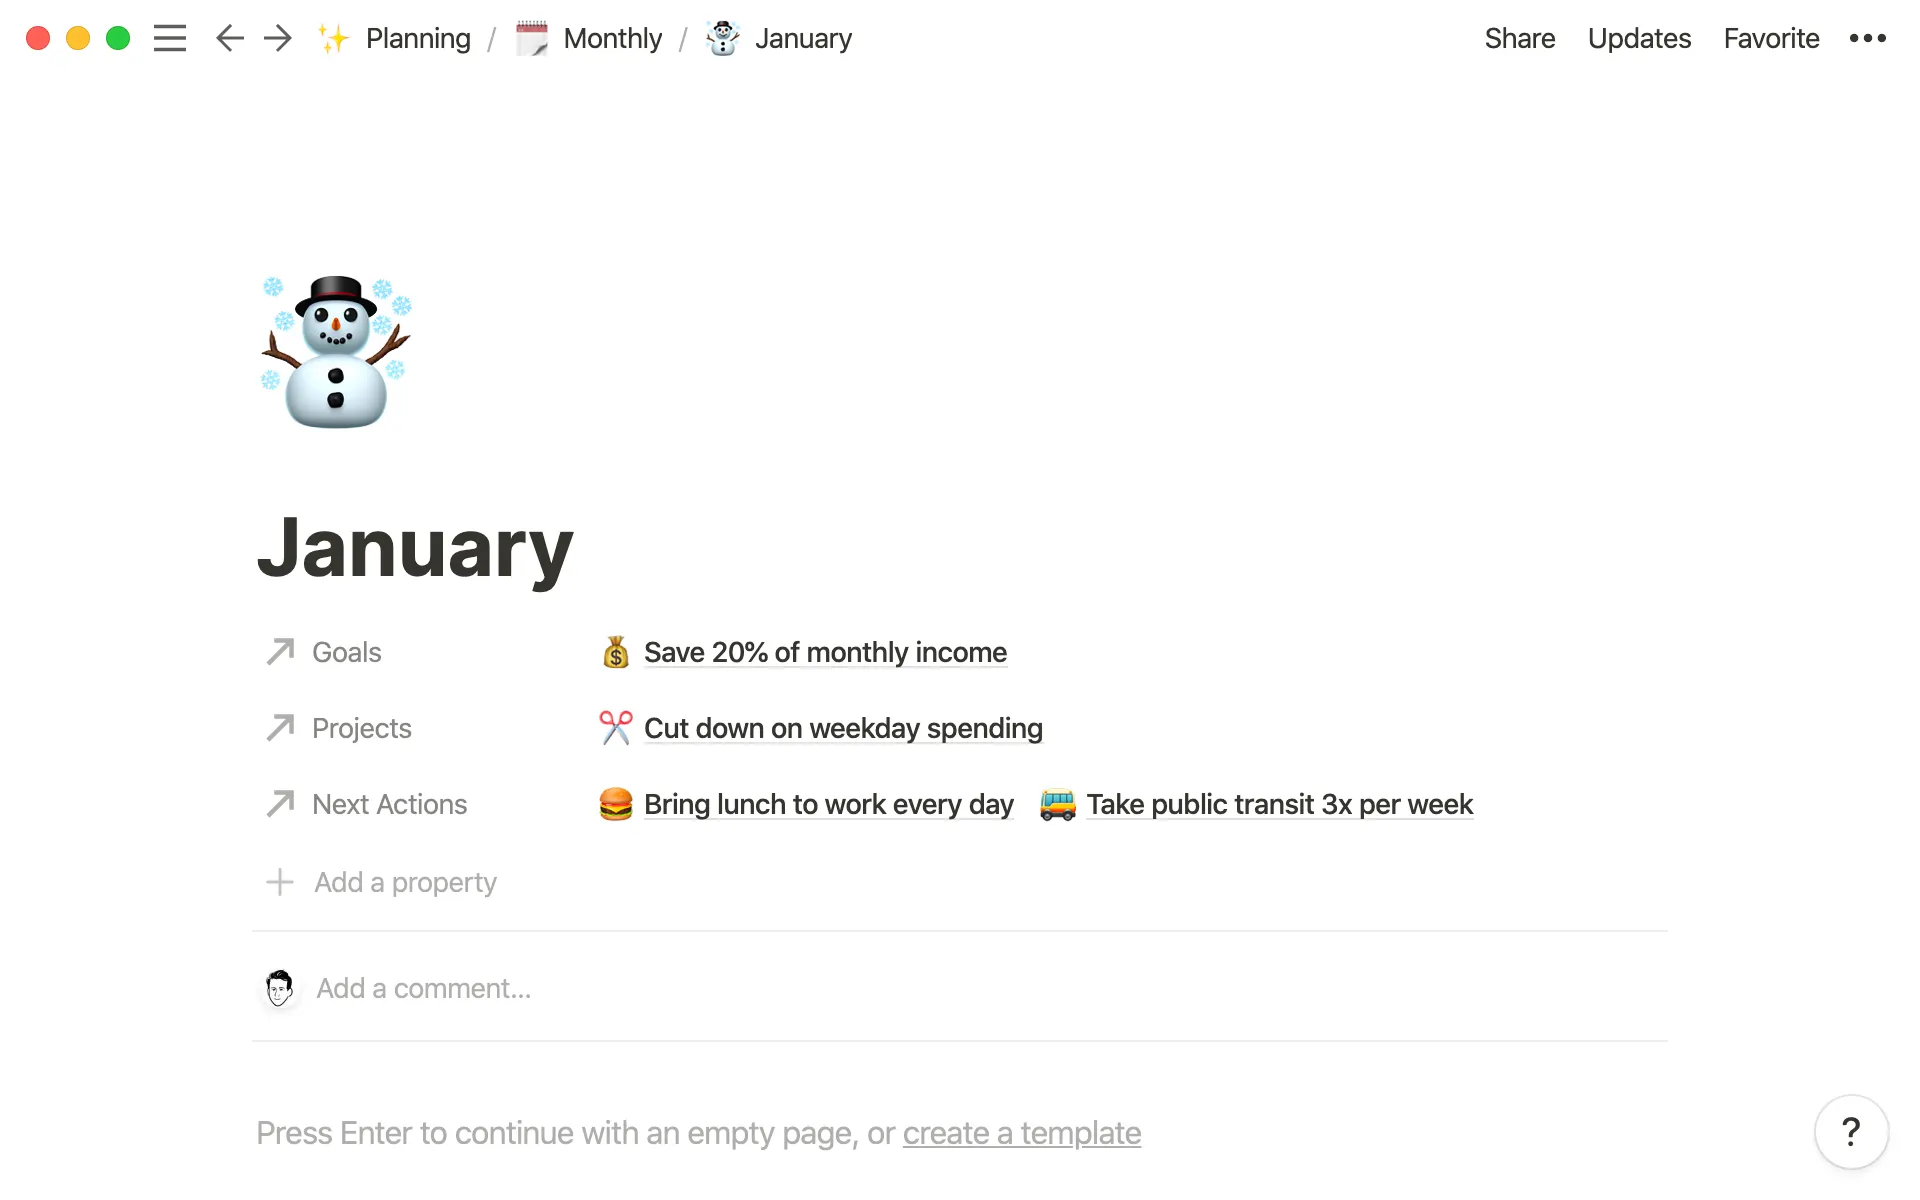 Planning / Monthly / January Share Updates Favorite
January
Goals Save 20% of monthly income
Projects Cut down on weekday spending
Next Actions Bring lunch to work every day Take public transit 3x per week
Add a property
Add a comment...
Press Enter to continue with an empty page, or create a template
?